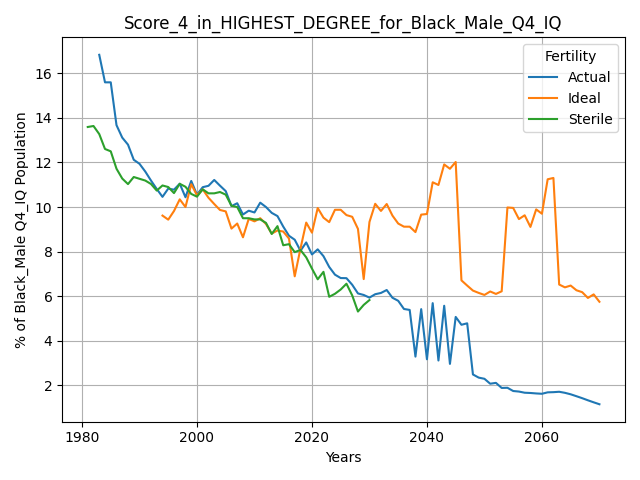 Score_4_in_HIGHEST_DEGREE_for_Black_Male_Q4_IQ
Fertility
Actual
Ideal
Sterile
% of Black_Male Q4_IQ Population
16
14
12
10
8
6
4
2
1980
2000
2020
2040
2060
Years